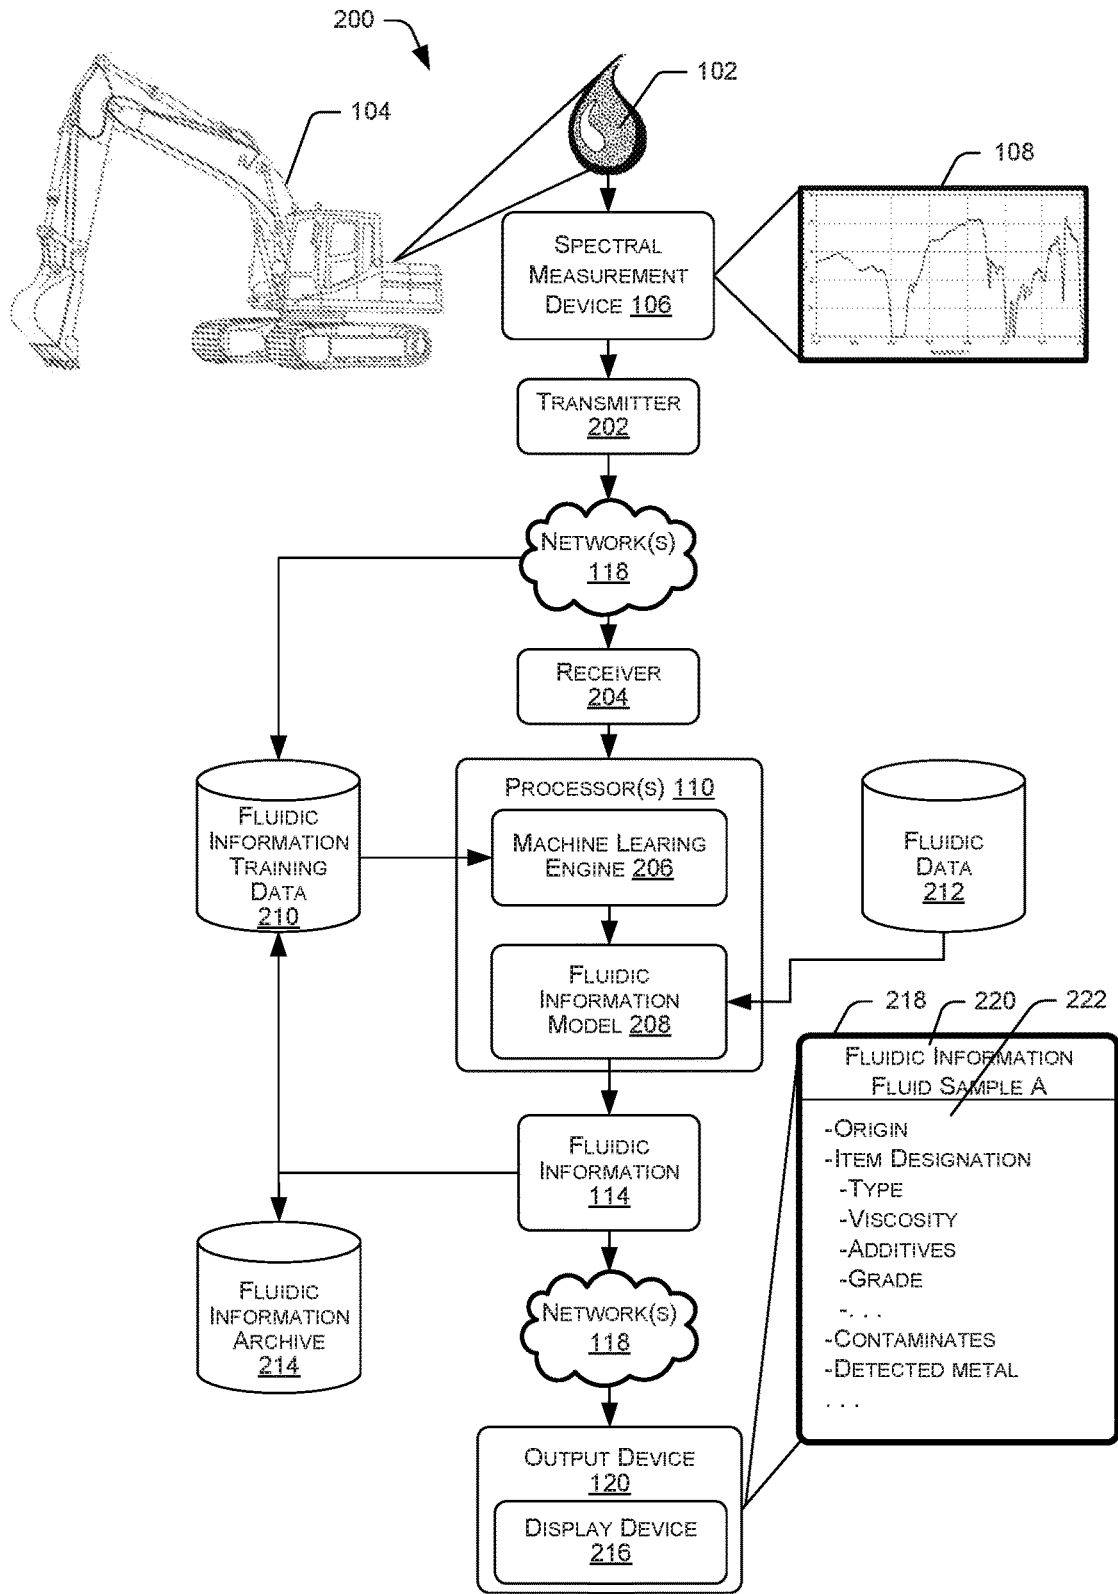 200
102
104
108
SPECTRAL
MEASUREMENT
DEVICE 106
TRANSMITTER
202
NETWORK(S)
118
RECEIVER
204
PROCESSOR(S) 110
MACHINE LEARING
ENGINE 206
FLUIDIC
INFORMATION
TRAINING
DATA
210
FLUIDIC
DATA
212
FLUIDIC
INFORMATION
MODEL 208
218
220
222
FLUIDIC INFORMATION
FLUID SAMPLE A
-ORIGIN
-ITEM DESIGNATION
-TYPE
-VISCOSITY
-ADDITIVES
-GRADE
-. . .
-CONTAMINATES
-DETECTED METAL
. . .
FLUIDIC
INFORMATION
114
FLUIDIC
INFORMATION
ARCHIVE
214
NETWORK(S)
118
OUTPUT DEVICE
120
DISPLAY DEVICE
216